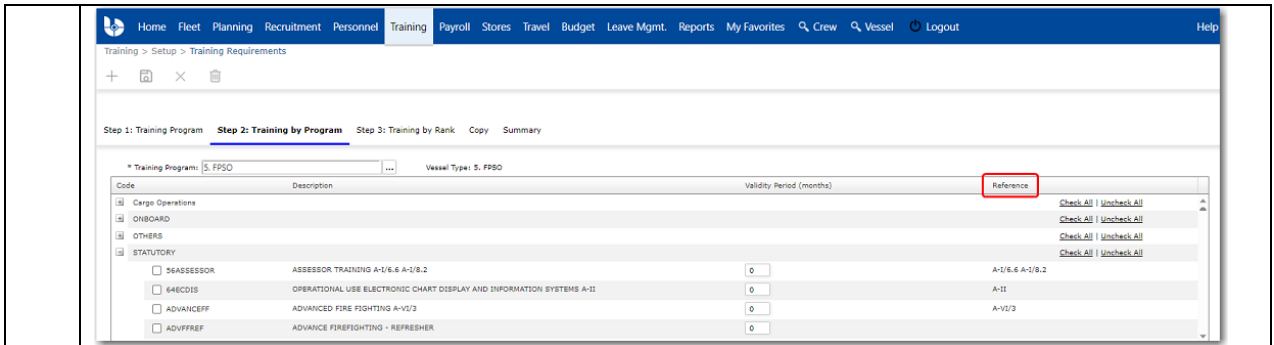 Home Fleet Planning Recruitment Personnel Training Payroll Stores Travel Budget Leave Mgmt. Reports My Favorites Crew Vessel Logout Help
Training > Setup > Training Requirements
Step 1: Training Program Step 2: Training by Program Step 3: Training by Rank Copy Summary
* Training Program: 5. FPSO ... Vessel Type: 5. FPSO
Code Description Validity Period (months) Reference
Cargo Operations Check All | Uncheck All
ONBOARD Check All | Uncheck All
OTHERS Check All | Uncheck All
STATUTORY Check All | Uncheck All
56ASSESSOR ASSESSOR TRAINING A-I/6.6 A-I/8.2 0 A-I/6.6 A-I/8.2
64ECDIS OPERATIONAL USE ELECTRONIC CHART DISPLAY AND INFORMATION SYSTEMS A-II 0 A-II
ADVANCEFF ADVANCED FIRE FIGHTING A-VI/3 0 A-VI/3
ADVFFREF ADVANCE FIREFIGHTING - REFRESHER 0